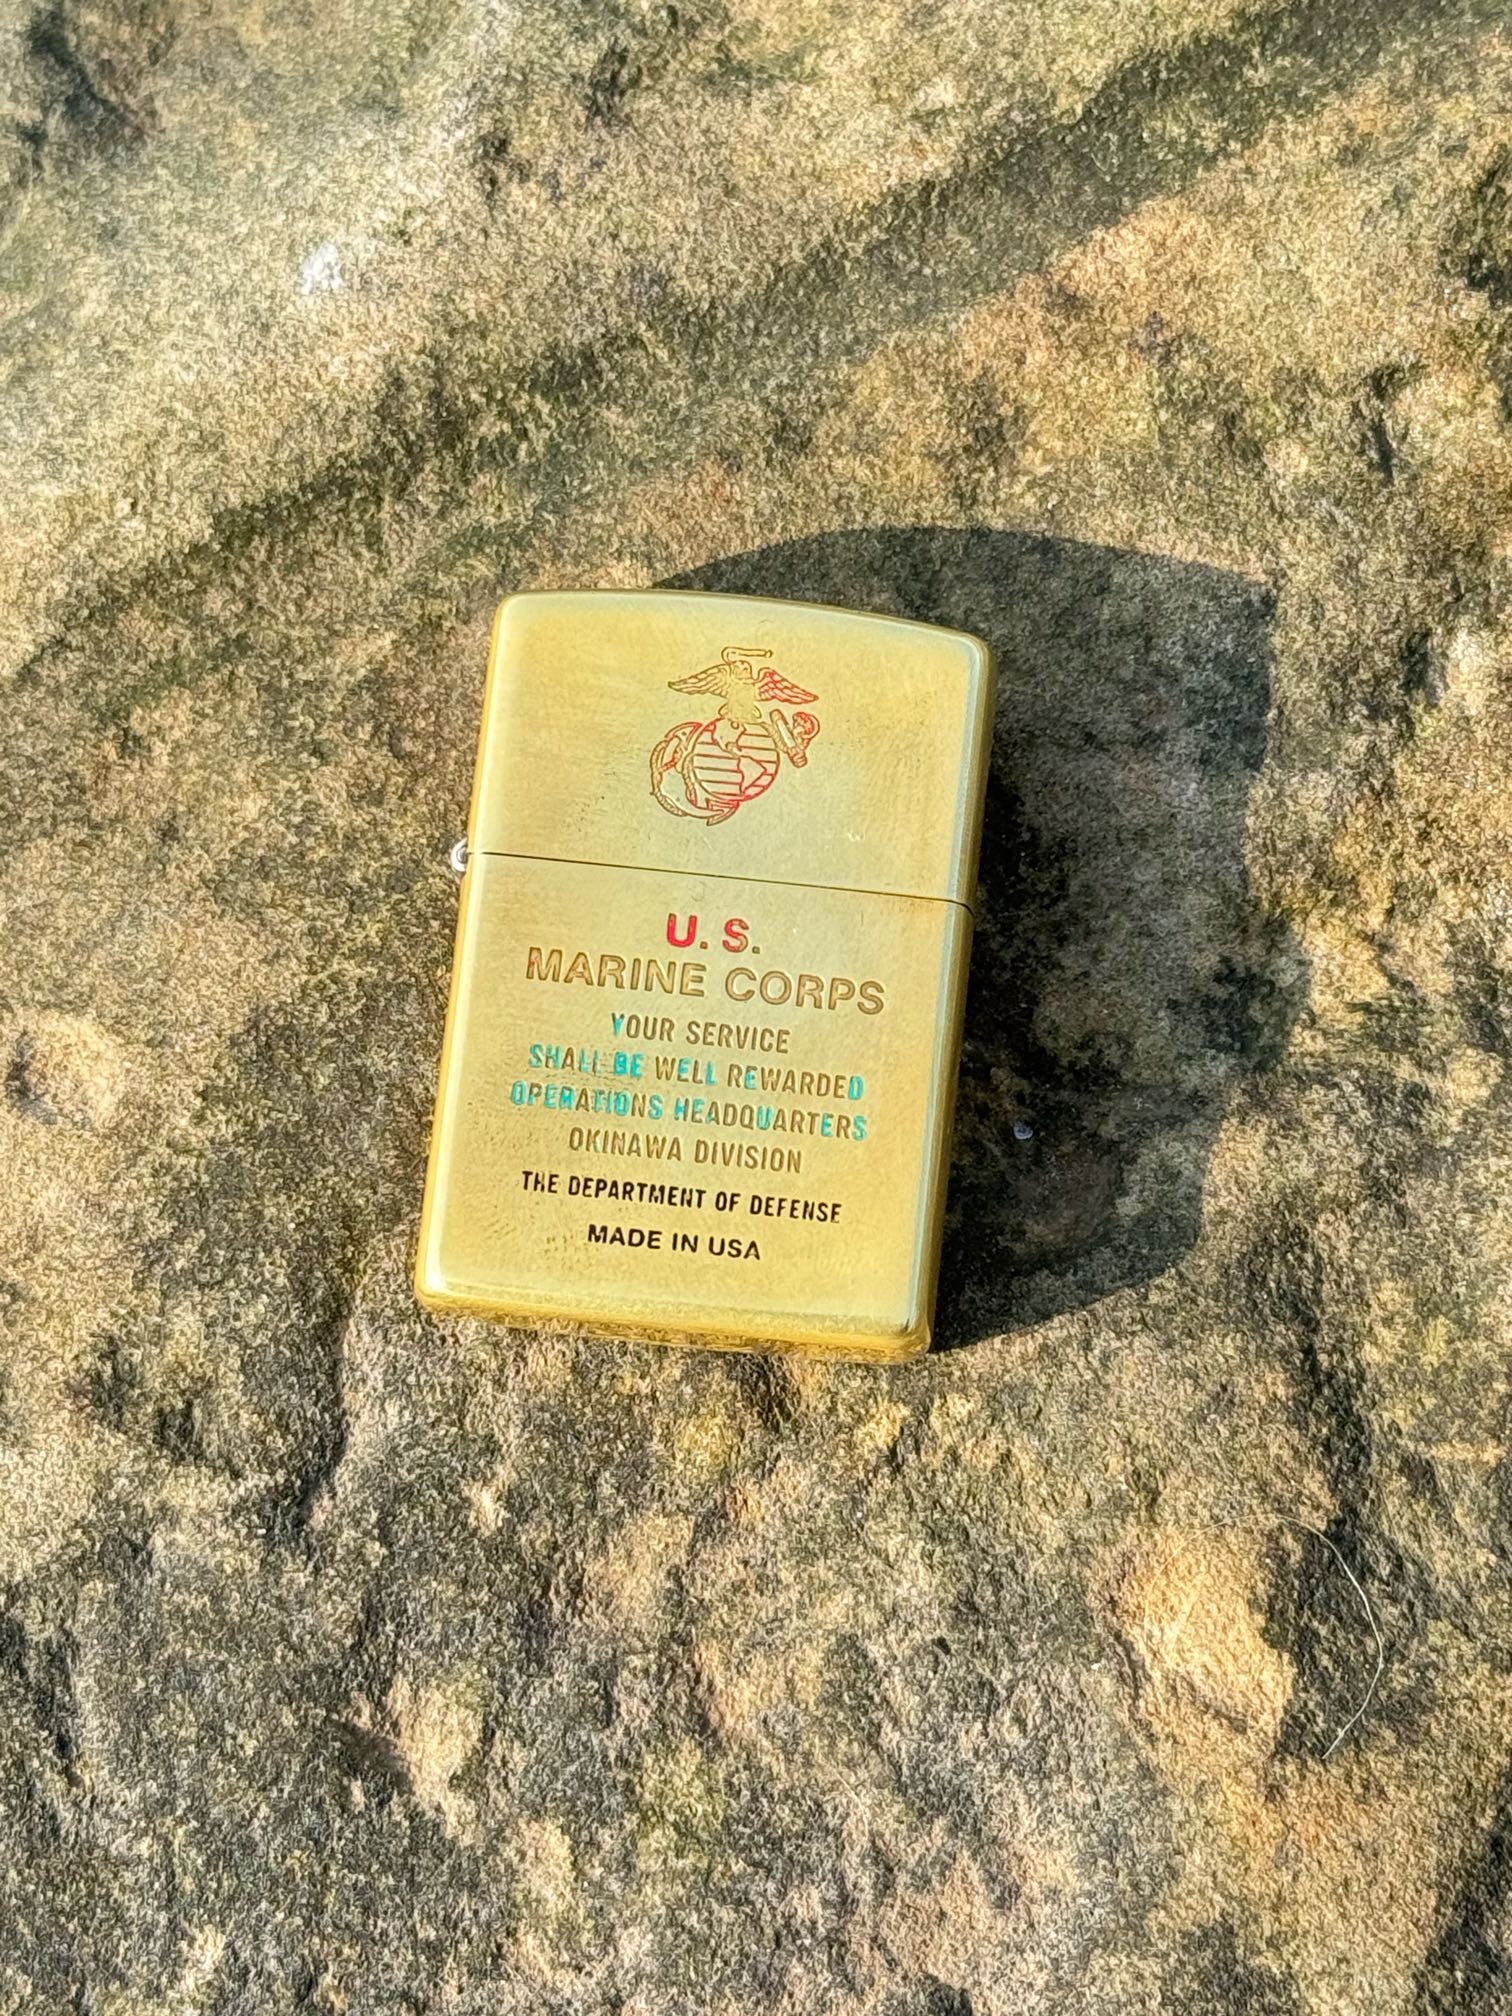 U. S.
MARINE CORPS
YOUR SERVICE
SHALL BE WELL REWARDED
OPERATIONS HEADQUARTERS
OKINAWA DIVISION
THE DEPARTMENT OF DEFENSE
MADE IN USA